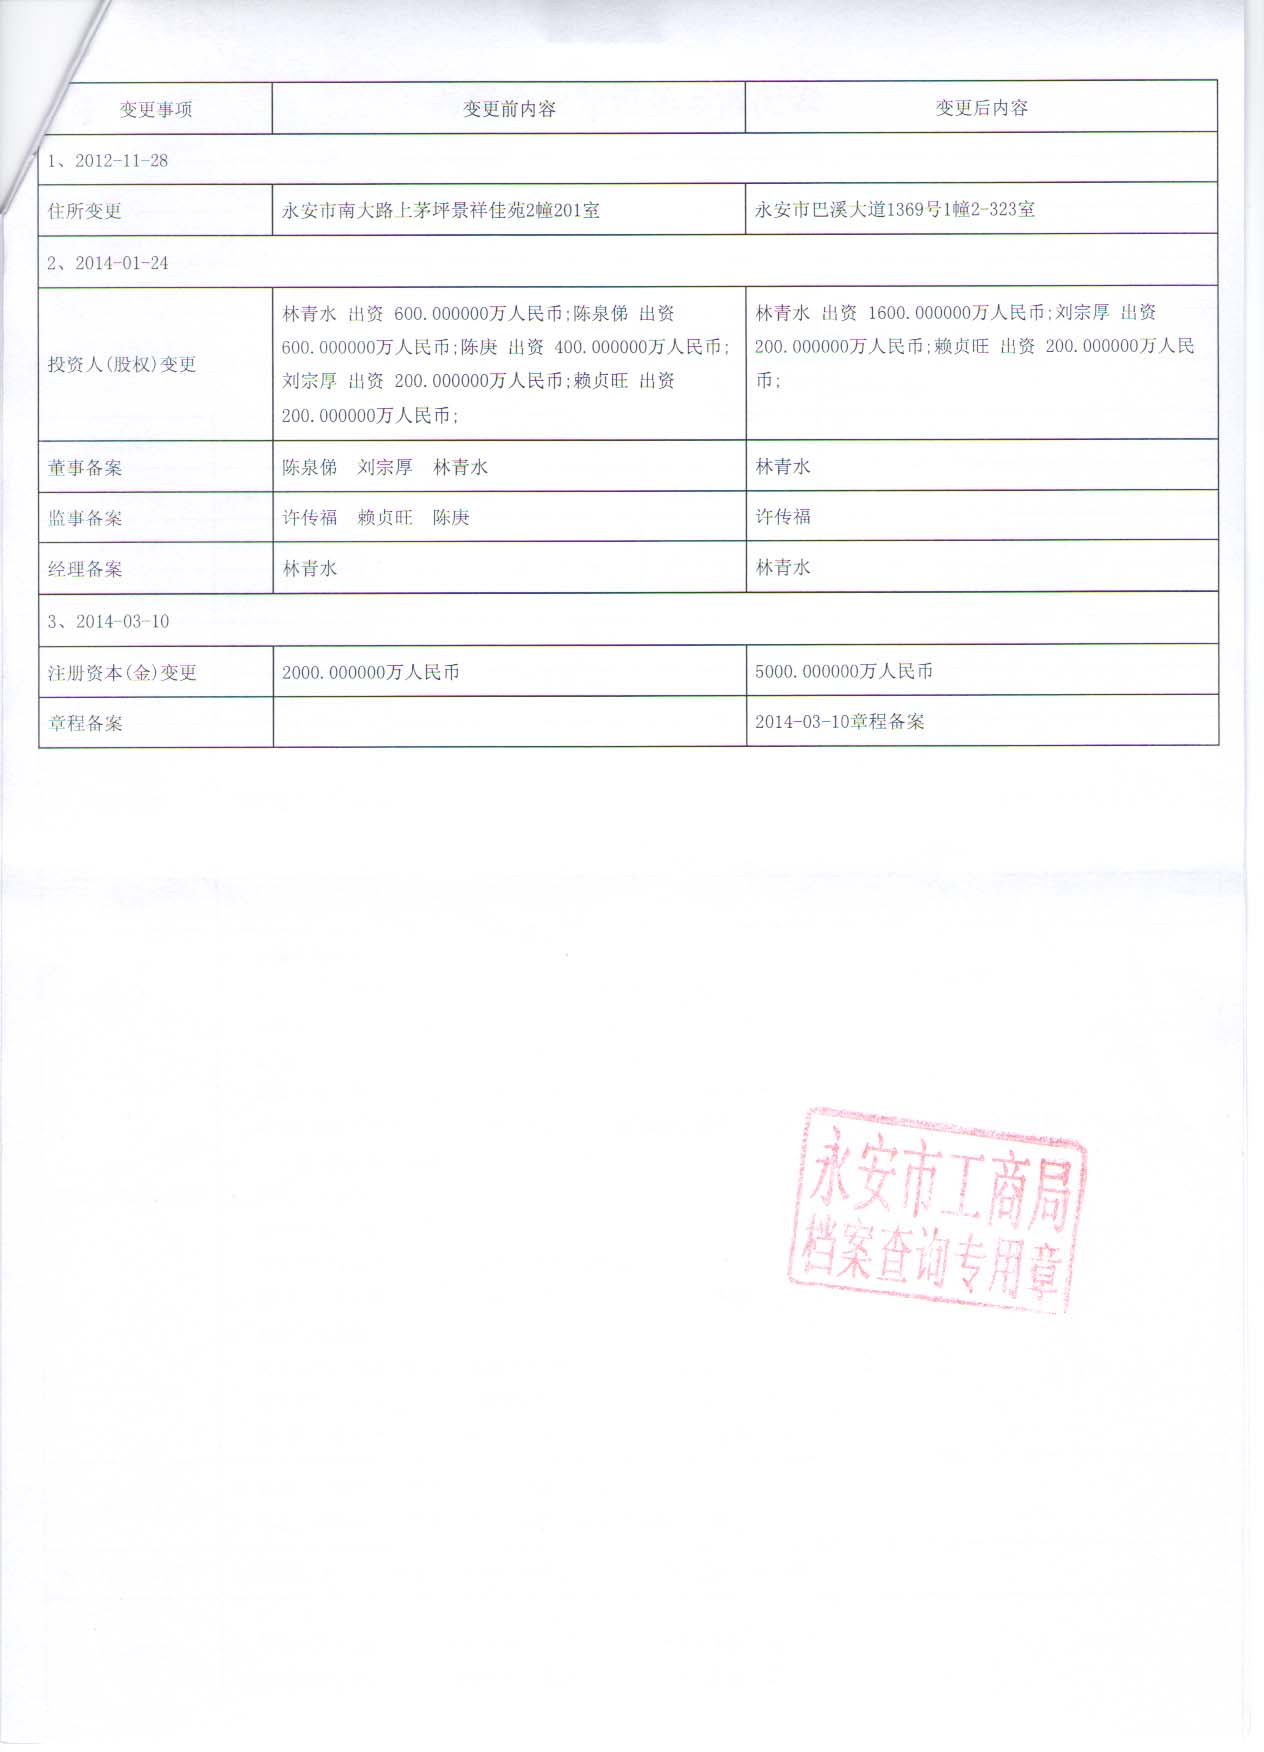 变更事项 变更前内容 变更后内容
1、2012-11-28
住所变更 永安市南大路上茅坪景祥佳苑2幢201室 永安市巴溪大道1369号1幢2-323室
2、2014-01-24
投资人(股权)变更
林青水 出资 600.000000万人民币;陈泉俤 出资
600.000000万人民币;陈庚 出资 400.000000万人民币;
刘宗厚 出资 200.000000万人民币;赖贞旺 出资
200.000000万人民币;
林青水 出资 1600.000000万人民币;刘宗厚 出资
200.000000万人民币;赖贞旺 出资 200.000000万人民
币;
董事备案 陈泉俤 刘宗厚 林青水 林青水
监事备案 许传福 赖贞旺 陈庚 许传福
经理备案 林青水 林青水
3、2014-03-10
注册资本(金)变更 2000.000000万人民币 5000.000000万人民币
章程备案 2014-03-10章程备案
永安市工商局
档案查询专用章